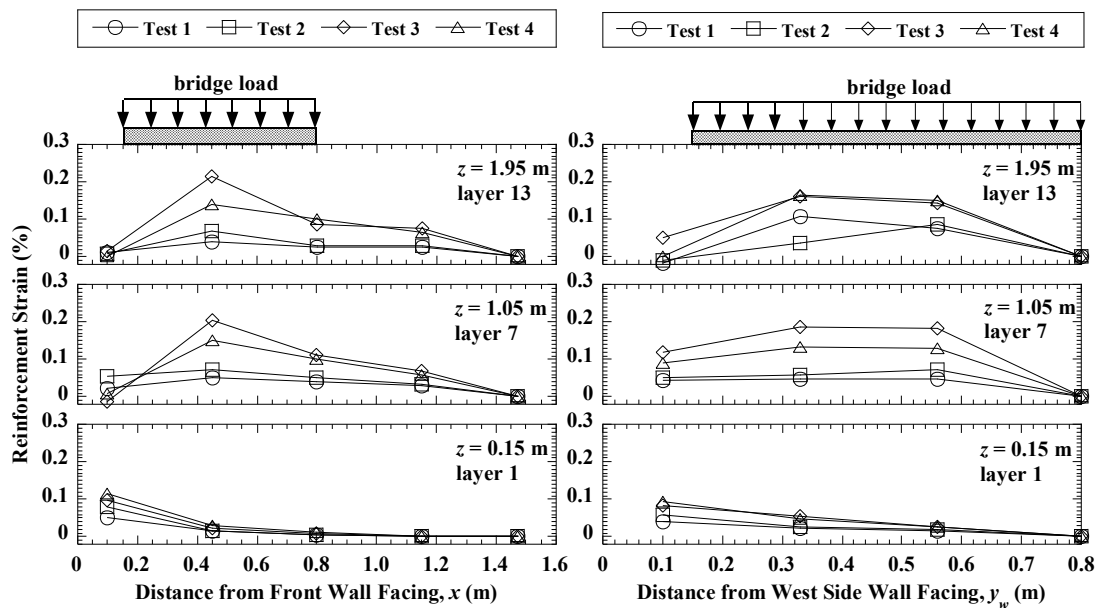 Test 1 Test 2 Test 3 Test 4
bridge load
Reinforcement Strain (%)
0.3
0.2
0.1
0
z = 1.95 m
layer 13
0.3
0.2
0.1
0
z = 1.05 m
layer 7
0.3
0.2
0.1
0
z = 0.15 m
layer 1
0 0.2 0.4 0.6 0.8 1.0 1.2 1.4 1.6
Distance from Front Wall Facing, x (m)
Test 1 Test 2 Test 3 Test 4
bridge load
0.3
0.2
0.1
0
z = 1.95 m
layer 13
0.3
0.2
0.1
0
z = 1.05 m
layer 7
0.3
0.2
0.1
0
z = 0.15 m
layer 1
0 0.1 0.2 0.3 0.4 0.5 0.6 0.7 0.8
Distance from West Side Wall Facing, yw (m)